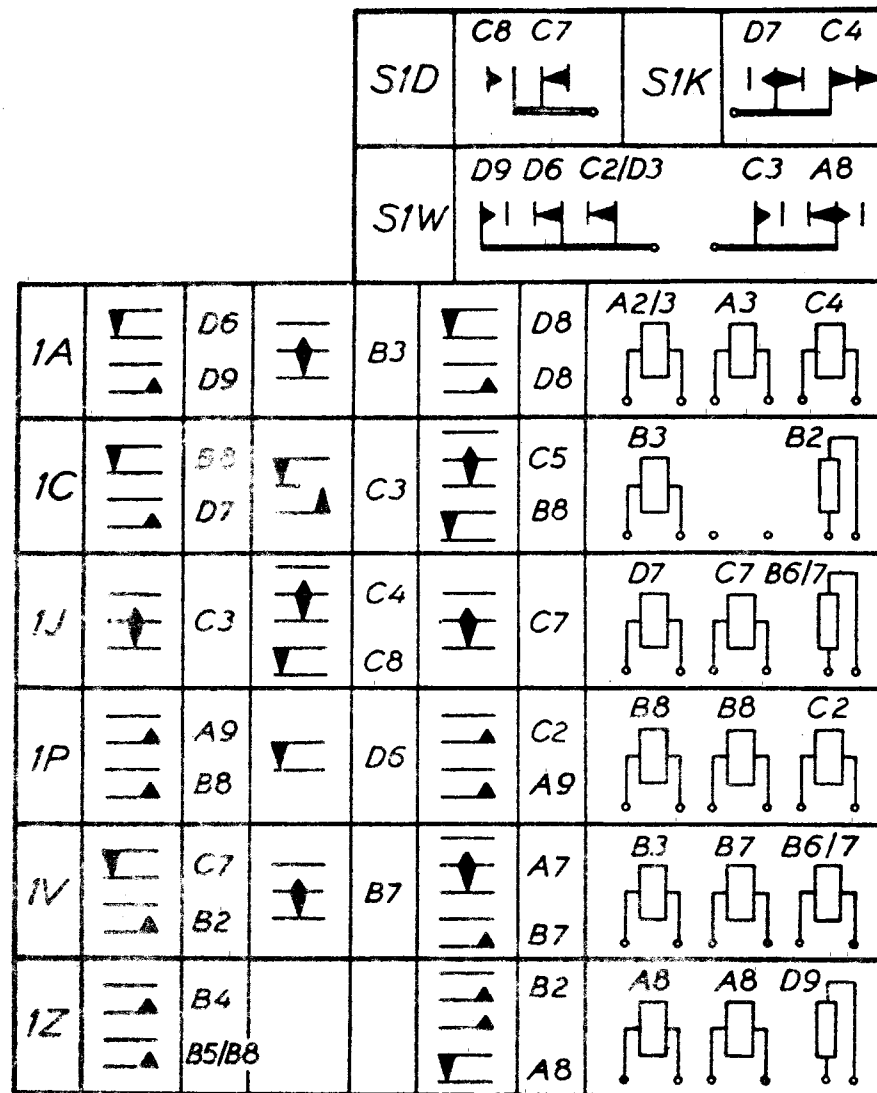 C8 C7 D7 C4
S1D S1K
D9 D6 C2/D3 C3 A8
S1W
A2/3 A3 C4
D6 D8
1A B3
D9 D8
B3 B2
B8 C5
1C C3
D7 B8
D7 C7 B6/7
C4
1J C3 C7
C8
B8 B8 C2
A9 C2
1P D6
B8 A9
B3 B7 B6/7
C7 A7
1V B7
B2 B7
A8 A8 D9
B4 B2
1Z
B5/B8 A8